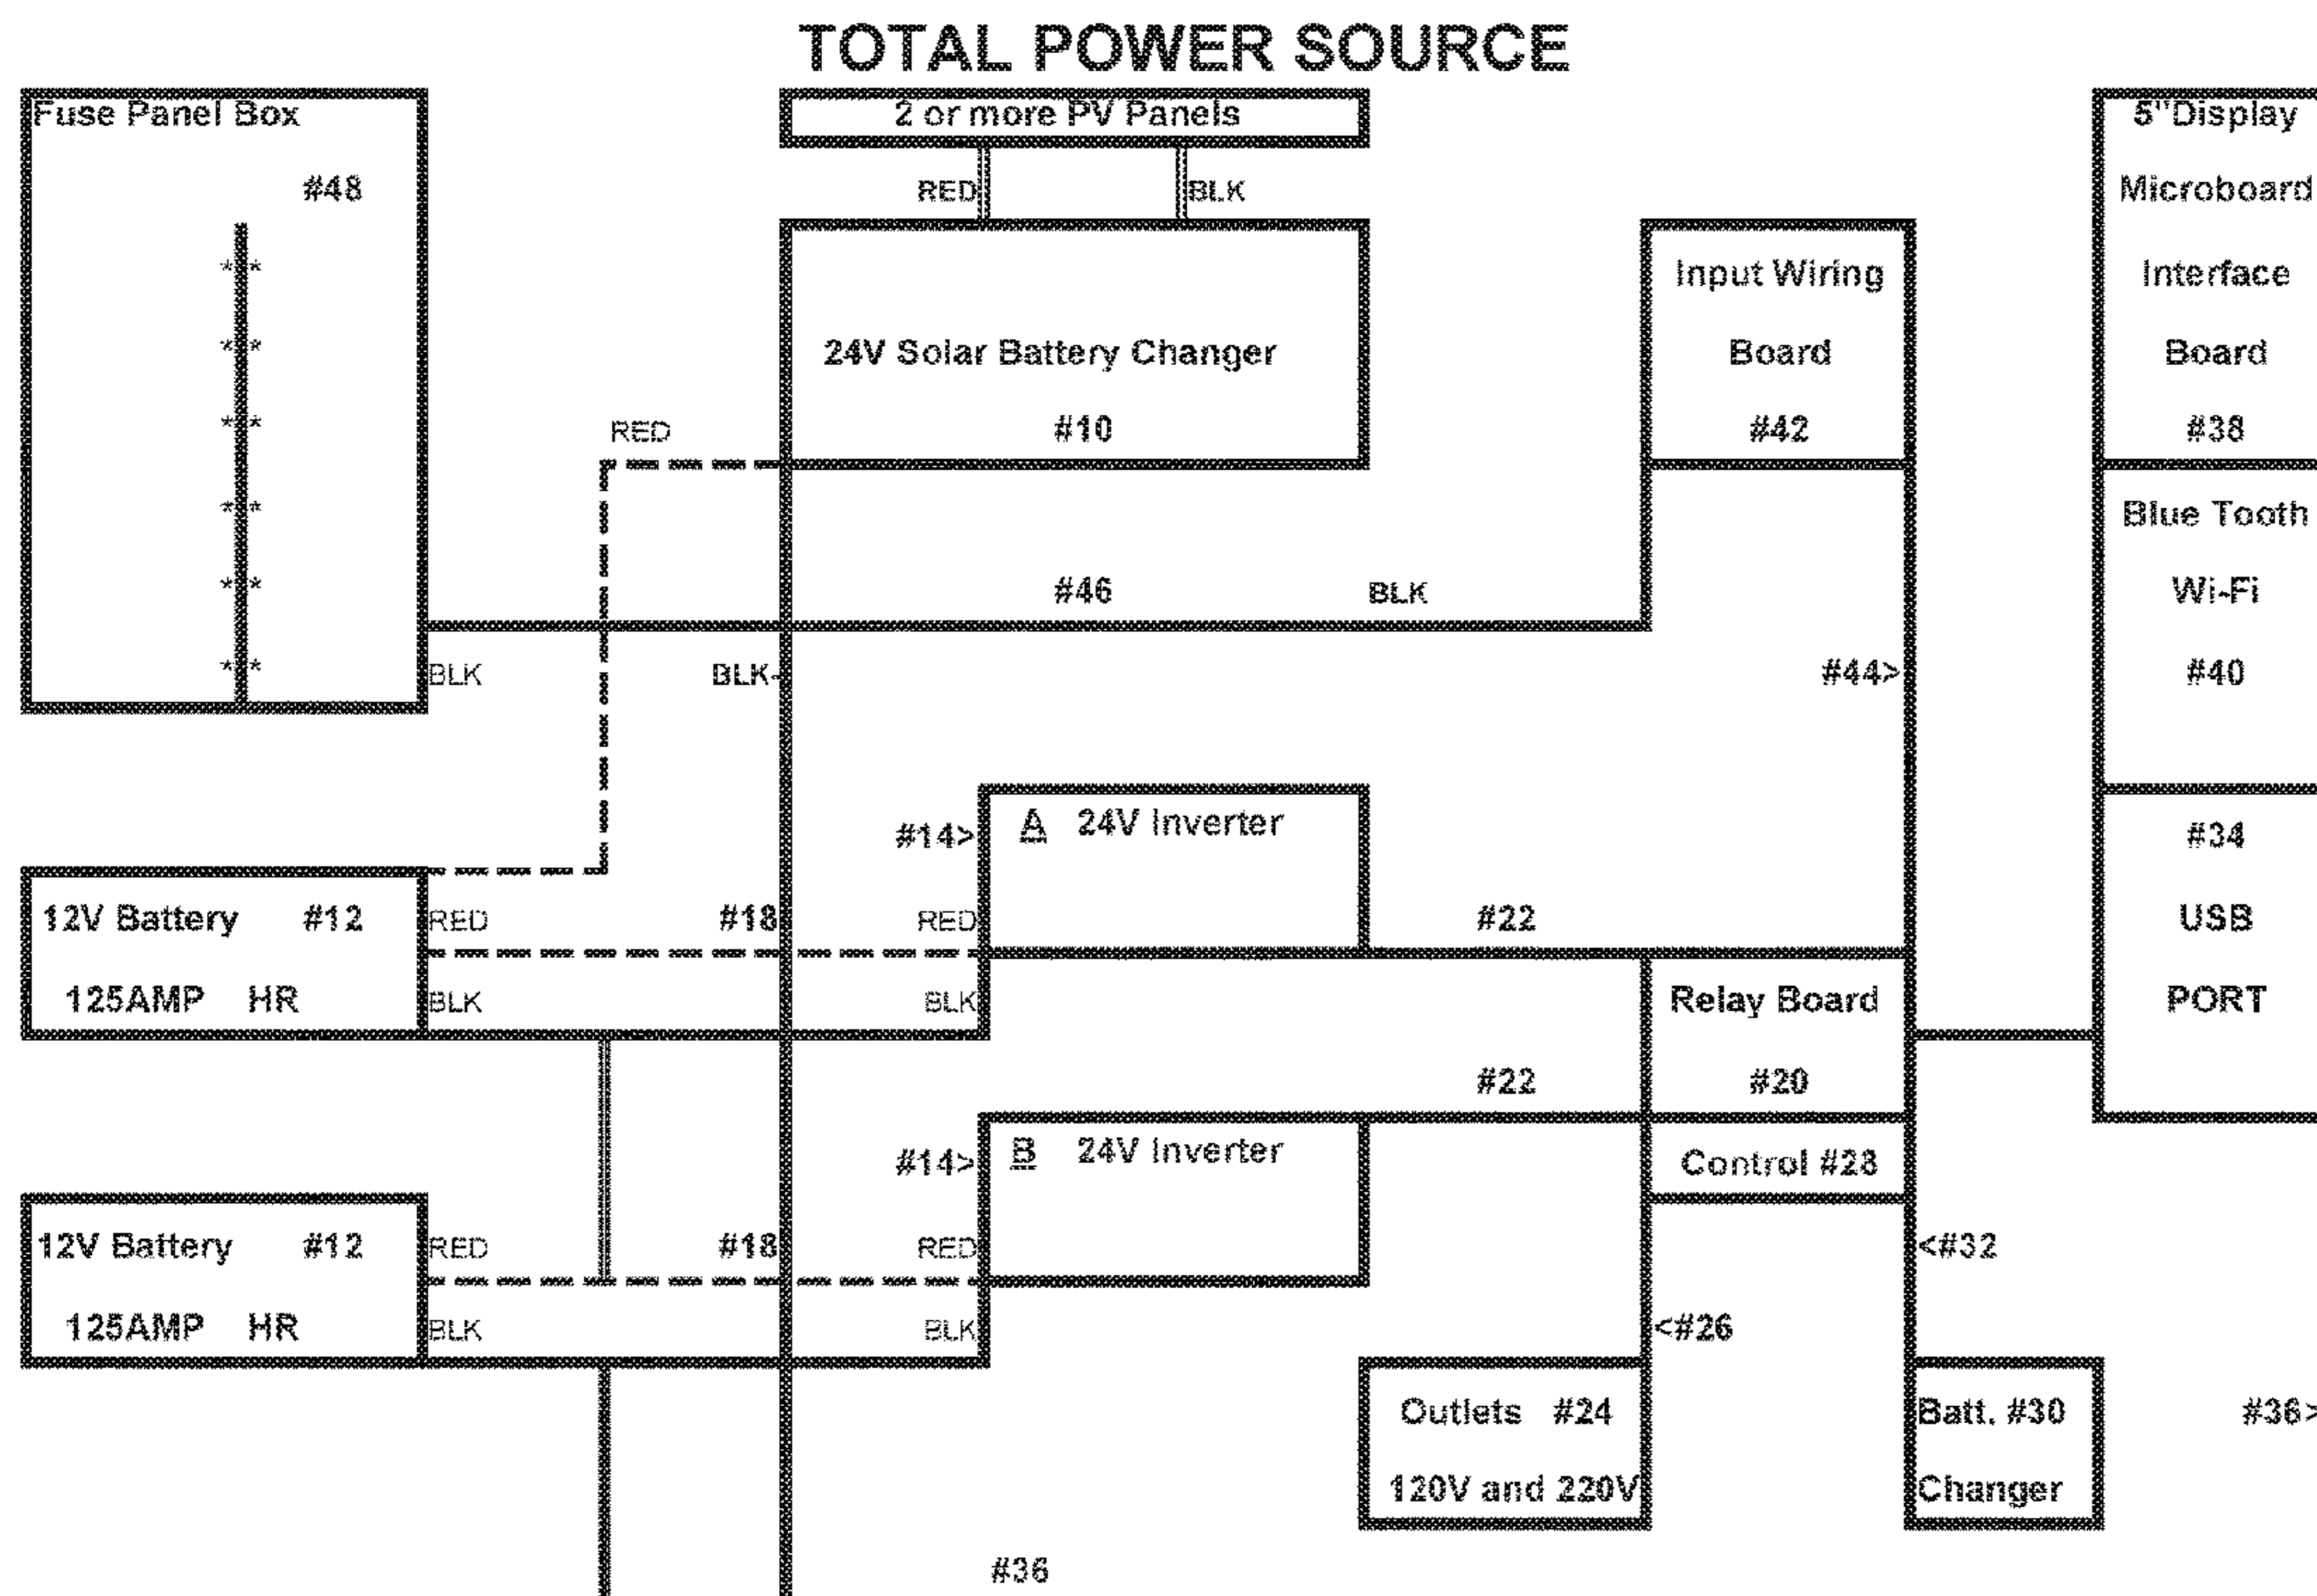 TOTAL POWER SOURCE
Fuse Panel Box
2 or more PV Panels
5"Display
#48
RED
BLK
Microboard
* *
Input Wiring
Interface
* *
24V Solar Battery Changer
Board
Board
* *
RED
#10
#42
#38
* *
Blue Tooth
* *
#46
BLK
Wi-Fi
* *
BLK
BLK-
#44>
#40
#14>
A 24V Inverter
#34
12V Battery #12
RED
#18
RED
#22
USB
125AMP HR
BLK
BLK
Relay Board
PORT
#22
#20
#14>
B 24V Inverter
Control #28
12V Battery #12
RED
#18
RED
<#32
125AMP HR
BLK
BLK
<#26
Outlets #24
Batt. #30
#36>
120V and 220V
Changer
#36